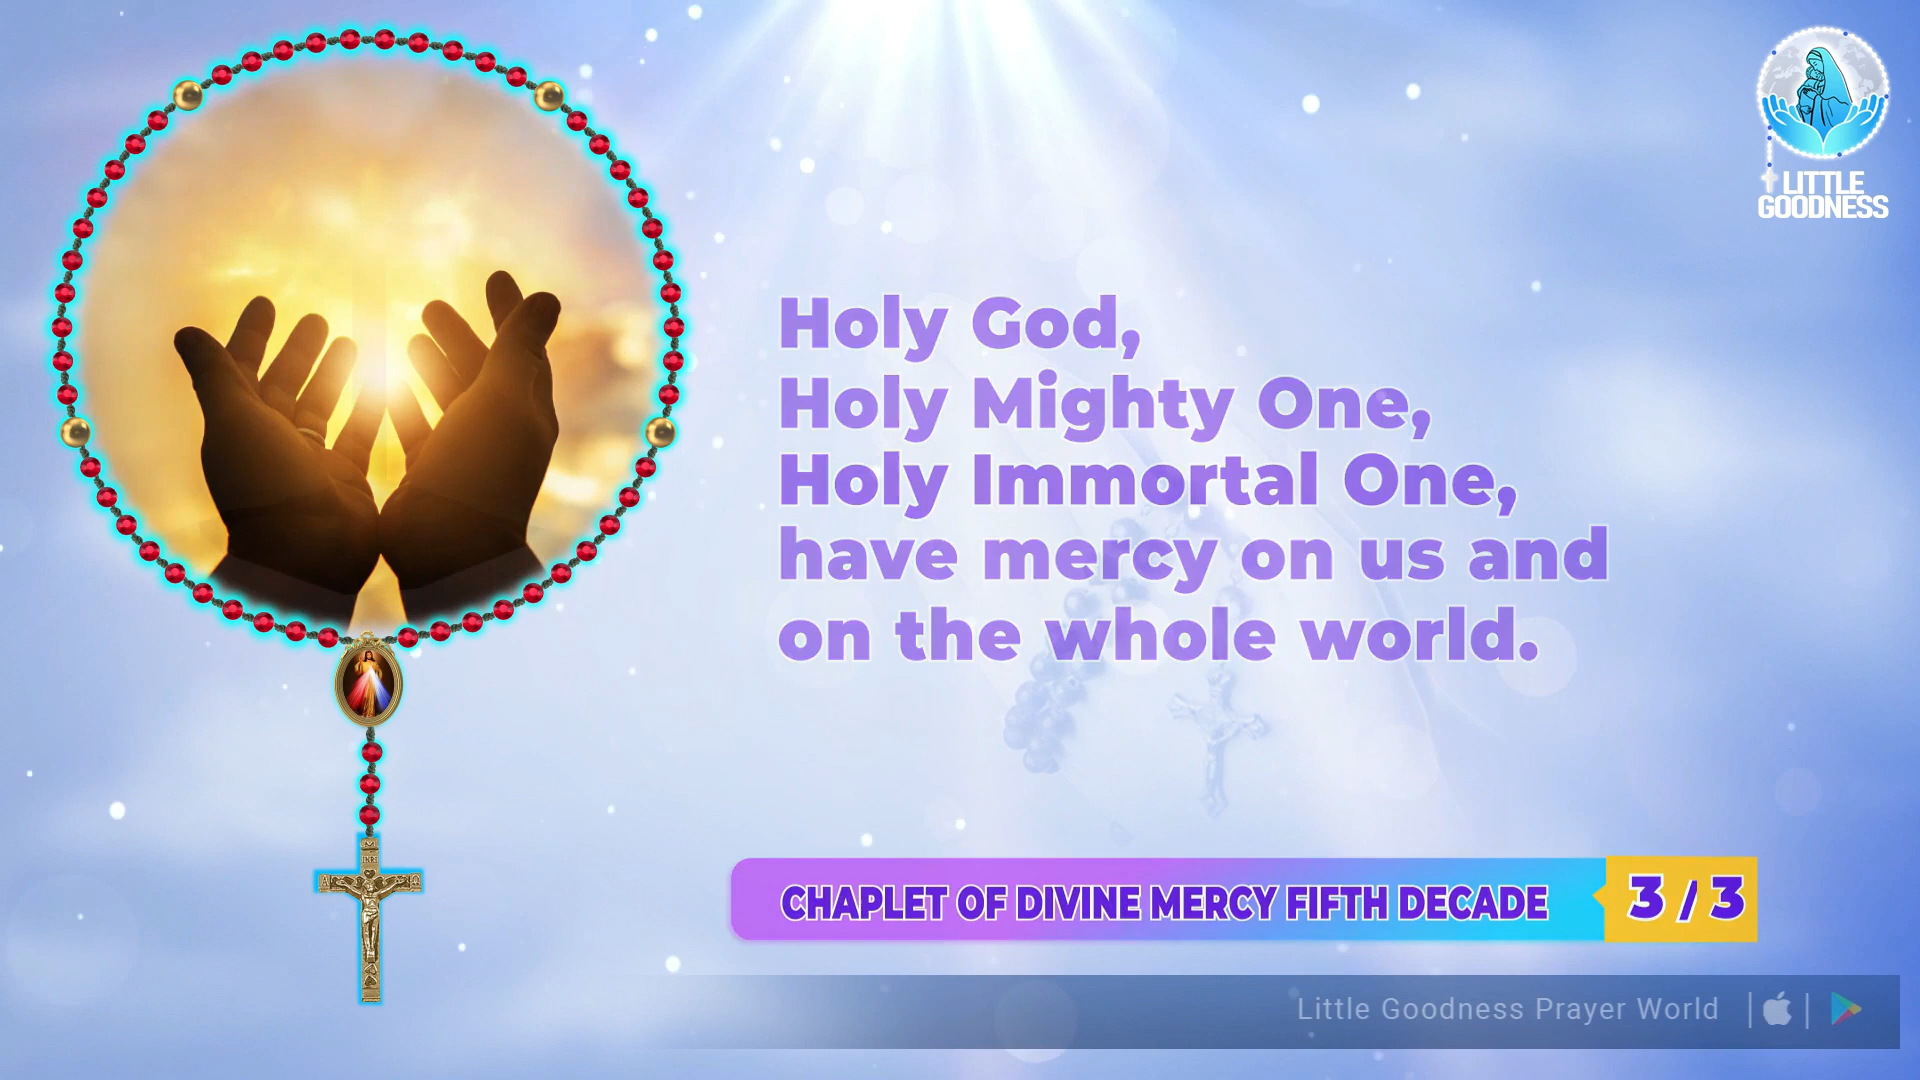 LITTLE
GOODNESS
Holy God,
Holy Mighty One,
Holy Immortal One,
have mercy on us and
on the whole world.
INRI
CHAPLET OF DIVINE MERCY FIFTH DECADE
3 / 3
Little Goodness Prayer World